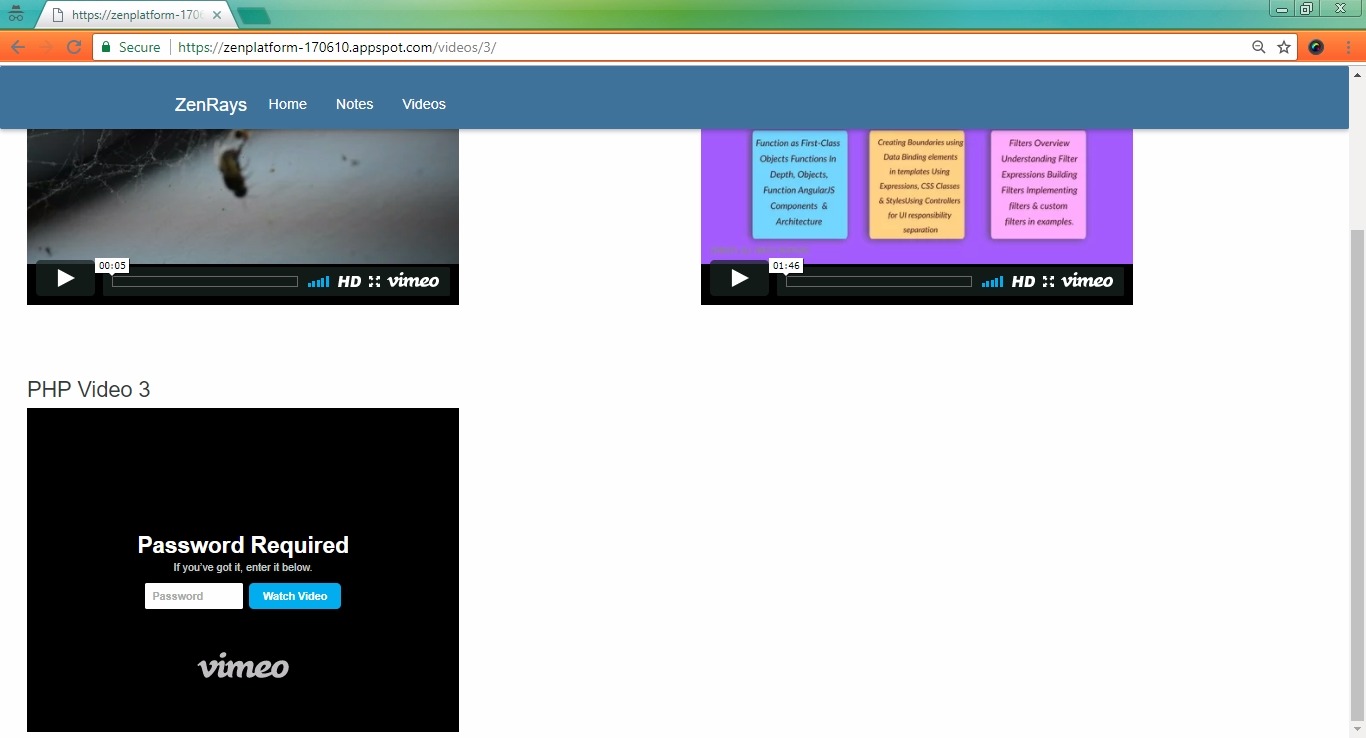 https://zenplatform-170
Secure https://zenplatform-170610.appspot.com/videos/3/
ZenRays Home Notes Videos
Function as First-Class
Objects Functions In
Depth, Objects,
Function AngularJS
Components &
Architecture
Creating Boundaries using
Data Binding elements
in templates Using
Expressions, CSS Classes
& StylesUsing Controllers
for UI responsibility
separation
Filters Overview
Understanding Filter
Expressions Building
Filters Implementing
filters & custom
filters in examples.
00:05
HD vimeo
01:46
HD vimeo
PHP Video 3
Password Required
If you've got it, enter it below.
Password Watch Video
vimeo